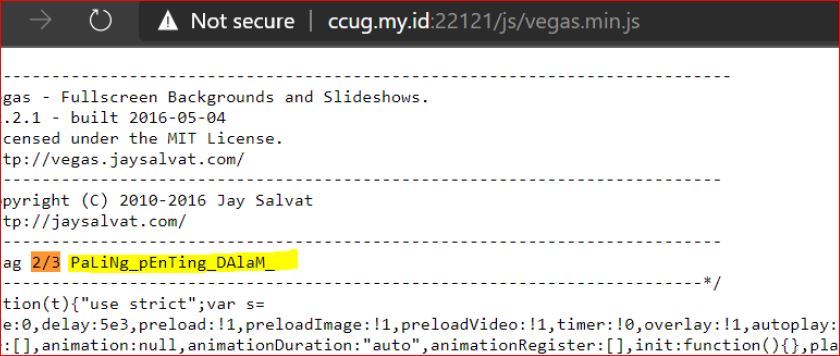 Not secure | ccug.my.id:22121/js/vegas.min.js
-----------------------------------------------------------------------
gas - Fullscreen Backgrounds and Slideshows.
.2.1 - built 2016-05-04
censed under the MIT License.
tp://vegas.jaysalvat.com/
-----------------------------------------------------------------------
pyright (C) 2010-2016 Jay Salvat
tp://jaysalvat.com/
-----------------------------------------------------------------------
ag 2/3 PaLiNg_pEnTing_DAlaM_
---------------------------------------------------------------------*/
tion(t){"use strict";var s=
e:0,delay:5e3,preload:!1,preloadImage:!1,preloadVideo:!1,timer:!0,overlay:!1,autoplay:
:[],animation:null,animationDuration:"auto",animationRegister:[],init:function(){},pla